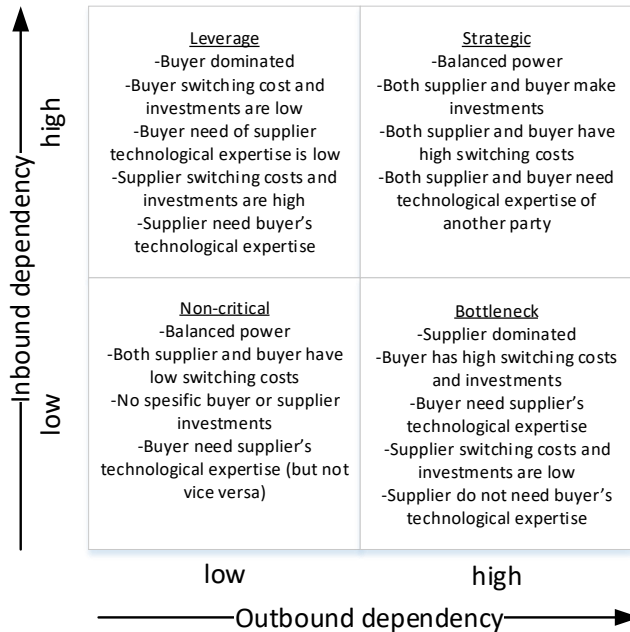 Leverage
-Buyer dominated
-Buyer switching cost and
investments are low
-Buyer need of supplier
technological expertise is low
-Supplier switching costs and
investments are high
-Supplier need buyer's
technological expertise
Strategic
-Balanced power
-Both supplier and buyer make
investments
-Both supplier and buyer have
high switching costs
-Both supplier and buyer need
technological expertise of
another party
Non-critical
-Balanced power
-Both supplier and buyer have
low switching costs
-No spesific buyer or supplier
investments
-Buyer need supplier's
technological expertise (but not
vice versa)
Bottleneck
-Supplier dominated
-Buyer has high switching costs
and investments
-Buyer need supplier's
technological expertise
-Supplier switching costs and
investments are low
-Supplier do not need buyer's
technological expertise
Inbound dependency
high
low
low
high
Outbound dependency